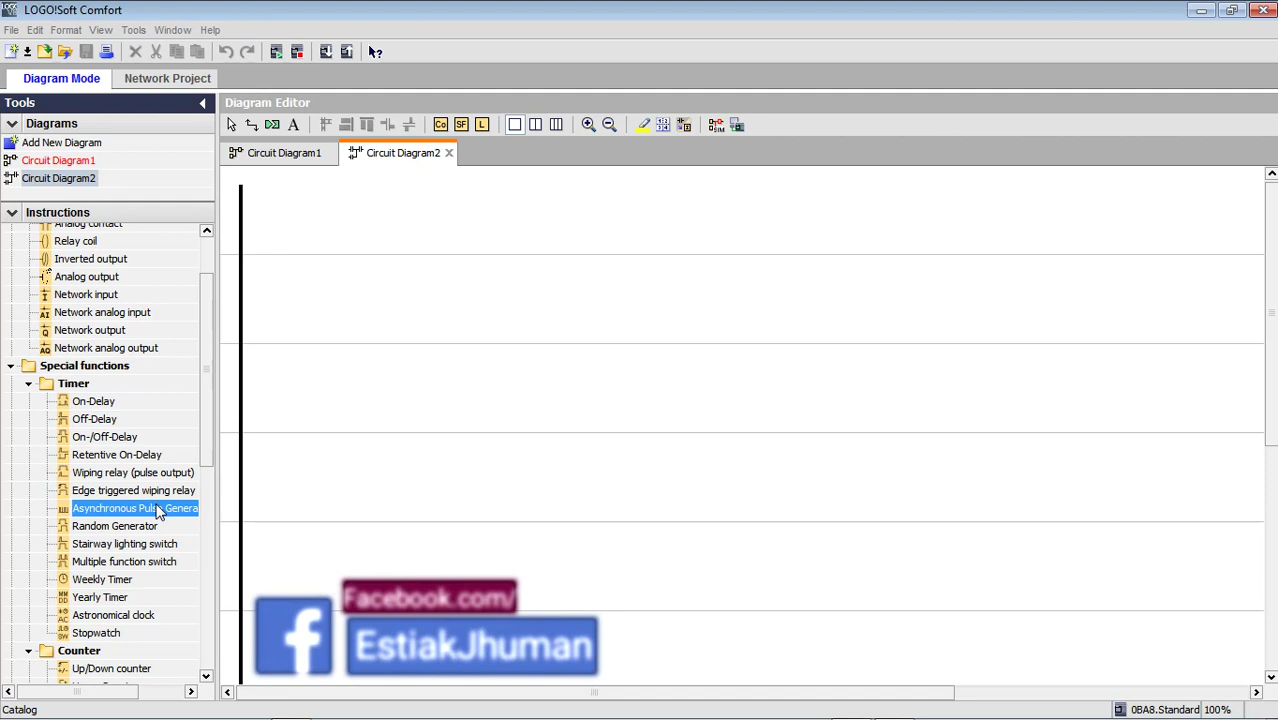 LOGO!Soft Comfort
File Edit Format View Tools Window Help
Diagram Mode Network Project
Tools
Diagram Editor
Diagrams
Add New Diagram
Circuit Diagram1
Circuit Diagram2
Co SF L
SIM
Circuit Diagram1 Circuit Diagram2
Instructions
Analog contact
Relay coil
Inverted output
Analog output
Network input
Network analog input
Network output
Network analog output
Special functions
Timer
On-Delay
Off-Delay
On-/Off-Delay
Retentive On-Delay
Wiping relay (pulse output)
Edge triggered wiping relay
Asynchronous Pulse Genera
Random Generator
Stairway lighting switch
Multiple function switch
Weekly Timer
Yearly Timer
Astronomical clock
Stopwatch
Counter
Up/Down counter
Facebook.com/
EstiakJhuman
Catalog
0BA8.Standard 100%